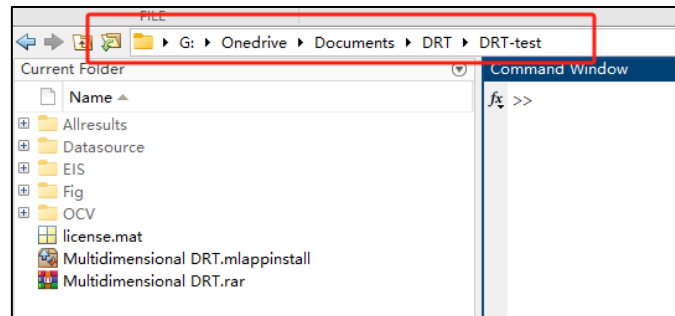 FILE
G: Onedrive Documents DRT DRT-test
Current Folder
Command Window
Name
fx >>
Allresults
Datasource
EIS
Fig
OCV
license.mat
Multidimensional DRT.mlappinstall
Multidimensional DRT.rar